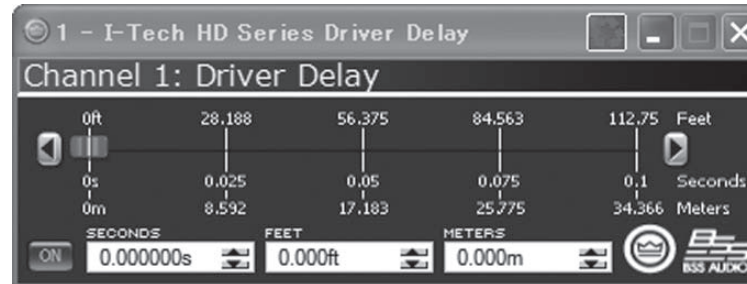 1 - I-Tech HD Series Driver Delay
Channel 1: Driver Delay
0ft 28.188 56.375 84.563 112.75 Feet
0s 0.025 0.05 0.075 0.1 Seconds
0m 8.592 17.183 25.775 34.366 Meters
SECONDS FEET METERS
ON 0.000000s 0.000ft 0.000m
BSS AUDIO